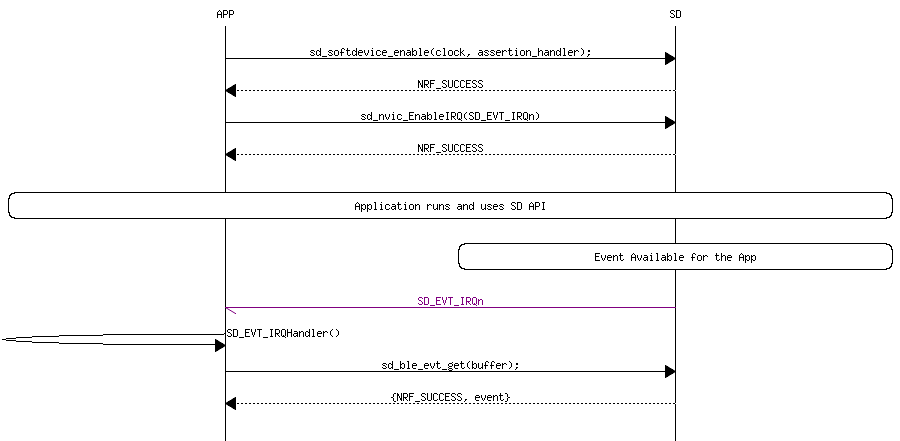 APP SD
sd_softdevice_enable(clock, assertion_handler);
NRF_SUCCESS
sd_nvic_EnableIRQ(SD_EVT_IRQn)
NRF_SUCCESS
Application runs and uses SD API
Event Available for the App
SD_EVT_IRQn
SD_EVT_IRQHandler()
sd_ble_evt_get(buffer);
{NRF_SUCCESS, event}